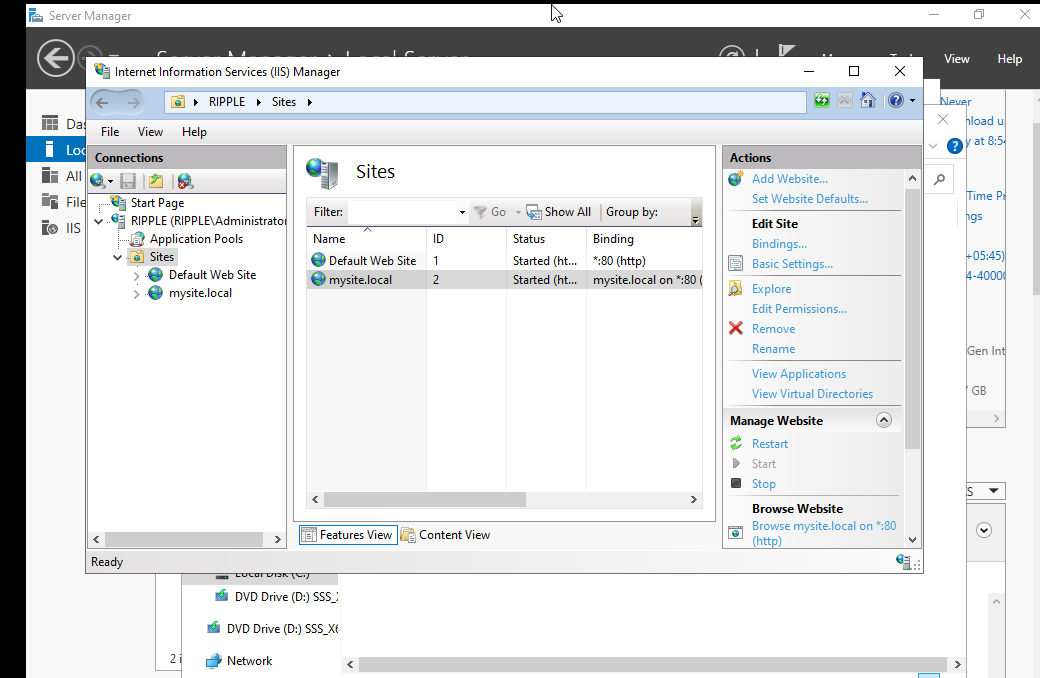 Server Manager
View
Help
Internet Information Services (IIS) Manager
RIPPLE
Sites
File
View
Help
Connections
Start Page
RIPPLE (RIPPLE\Administrator
Application Pools
Sites
Default Web Site
mysite.local
Sites
Filter:
Go
Show All
Group by:
Name
ID
Status
Binding
Default Web Site
1
Started (ht...
*:80 (http)
mysite.local
2
Started (ht...
mysite.local on *:80 (
Features View
Content View
Ready
Actions
Add Website...
Set Website Defaults...
Edit Site
Bindings...
Basic Settings...
Explore
Edit Permissions...
Remove
Rename
View Applications
View Virtual Directories
Manage Website
Restart
Start
Stop
Browse Website
Browse mysite.local on *:80
(http)
All
File
IIS
Never
nload u
y at 8:54
Time Pr
ngs
+05:45)
4-40000
Gen Int
GB
Local Disk (C:)
DVD Drive (D:) SSS_
DVD Drive (D:) SSS_X6
Network
2 i